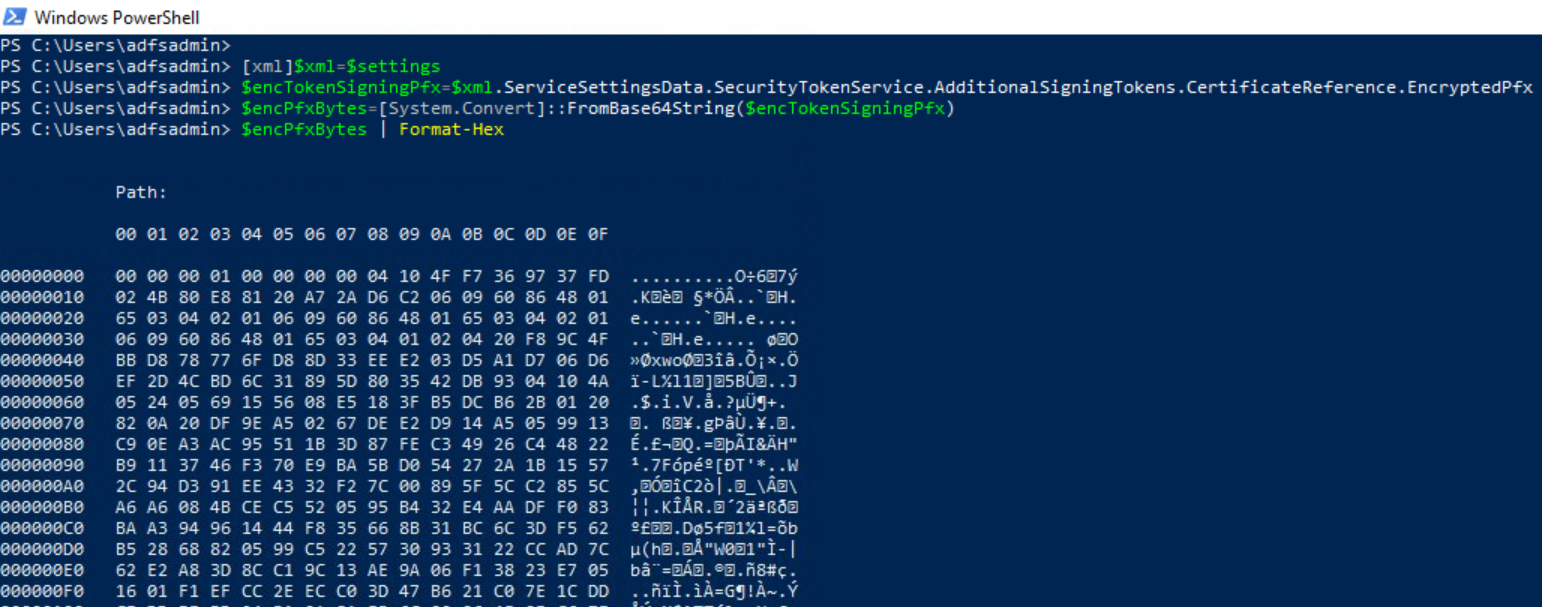 Windows PowerShell
PS C:\Users\adfsadmin>
PS C:\Users\adfsadmin> [xml]$xml=$settings
PS C:\Users\adfsadmin> $encTokenSigningPfx=$xml.ServiceSettingsData.SecurityTokenService.AdditionalSigningTokens.CertificateReference.EncryptedPfx
PS C:\Users\adfsadmin> $encPfxBytes=[System.Convert]::FromBase64String($encTokenSigningPfx)
PS C:\Users\adfsadmin> $encPfxBytes | Format-Hex
Path:
00 01 02 03 04 05 06 07 08 09 0A 0B 0C 0D 0E 0F
00000000 00 00 00 01 00 00 00 00 04 10 4F F7 36 97 37 FD ..........O÷6�7ý
00000010 02 4B 80 E8 81 20 A7 2A D6 C2 06 09 60 86 48 01 .K�è� §*ÖÂ..`�H.
00000020 65 03 04 02 01 06 09 60 86 48 01 65 03 04 02 01 e......`�H.e....
00000030 06 09 60 86 48 01 65 03 04 01 02 04 20 F8 9C 4F ..`�H.e..... ø�O
00000040 BB D8 78 77 6F D8 8D 33 EE E2 03 D5 A1 D7 06 D6 »ØxwoØ�3îâ.Õ¡×.Ö
00000050 EF 2D 4C BD 6C 31 89 5D 80 35 42 DB 93 04 10 4A ï-L½l1�]�5BÛ�..J
00000060 05 24 05 69 15 56 08 E5 18 3F B5 DC B6 2B 01 20 .$.i.V.å.?µÜ¶+.
00000070 82 0A 20 DF 9E A5 02 67 DE E2 D9 14 A5 05 99 13 �. ß�¥.gÞâÙ.¥.�.
00000080 C9 0E A3 AC 95 51 1B 3D 87 FE C3 49 26 C4 48 22 É.£¬�Q.=�þÃI&ÄH"
00000090 B9 11 37 46 F3 70 E9 BA 5B D0 54 27 2A 1B 15 57 ¹.7Fópéº[ÐT'*..W
000000A0 2C 94 D3 91 EE 43 32 F2 7C 00 89 5F 5C C2 85 5C ,�Ó�îC2ò|.�_\Â�\
000000B0 A6 A6 08 4B CE C5 52 05 95 B4 32 E4 AA DF F0 83 ¦¦.KÎÅR.�´2äªßð�
000000C0 BA A3 94 96 14 44 F8 35 66 8B 31 BC 6C 3D F5 62 º£��.Dø5f�1¼l=õb
000000D0 B5 28 68 82 05 99 C5 22 57 30 93 31 22 CC AD 7C µ(h�.�Å"W0�1"Ì-|
000000E0 62 E2 A8 3D 8C C1 9C 13 AE 9A 06 F1 38 23 E7 05 bâ¨=�Á�.®�.ñ8#ç.
000000F0 16 01 F1 EF CC 2E EC C0 3D 47 B6 21 C0 7E 1C DD ..ñïÌ.ìÀ=G¶!À~.Ý